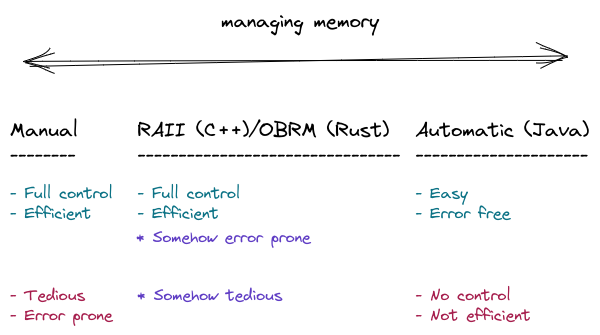 managing memory
Manual
--------
- Full control
- Efficient
- Tedious
- Error prone
RAII (C++)/OBRM (Rust)
---------------------------------
- Full control
- Efficient
* Somehow error prone
* Somehow tedious
Automatic (Java)
----------------------
- Easy
- Error free
- No control
- Not efficient